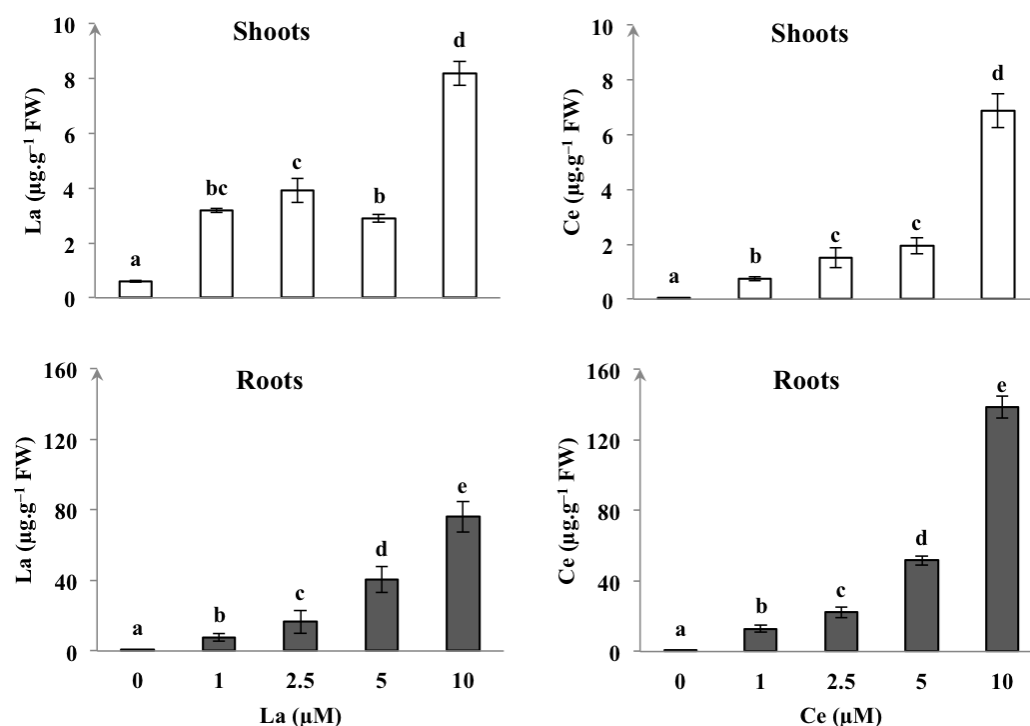 Shoots
La (µg.g⁻¹ FW)
10
8
6
4
2
0
a
bc
c
b
d
Shoots
Ce (µg.g⁻¹ FW)
10
8
6
4
2
0
a
b
c
c
d
Roots
La (µg.g⁻¹ FW)
160
120
80
40
0
a
b
c
d
e
0 1 2.5 5 10
La (µM)
Roots
Ce (µg.g⁻¹ FW)
160
120
80
40
0
a
b
c
d
e
0 1 2.5 5 10
Ce (µM)